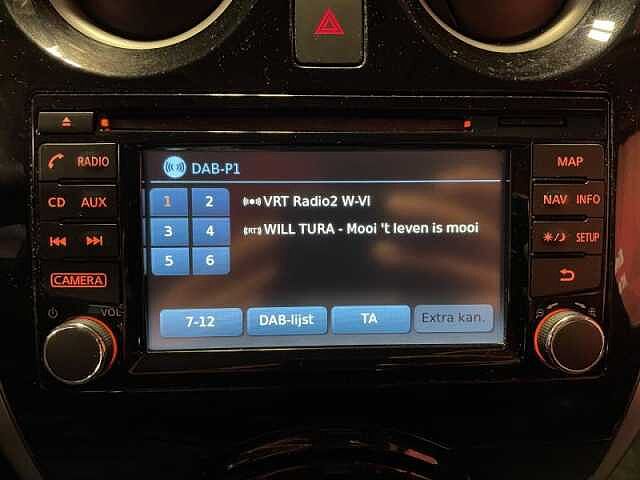 DAB-P1
RADIO
MAP
1 2
VRT Radio2 W-Vl
CD AUX
NAV INFO
3 4
WILL TURA - Mooi 't leven is mooi
RT
SETUP
5 6
CAMERA
VOL
7-12
DAB-lijst
TA
Extra kan.